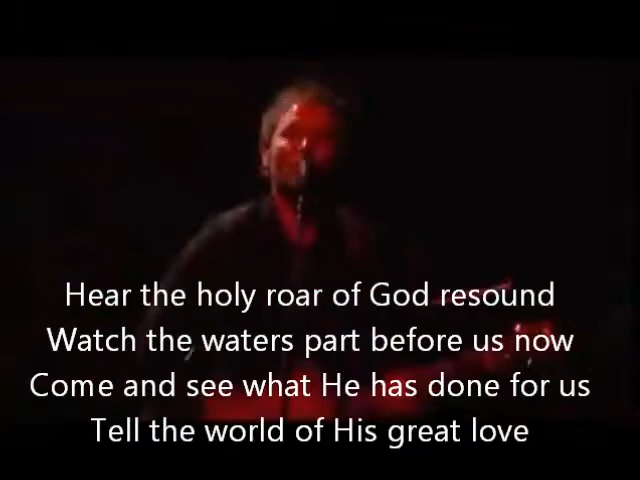 Hear the holy roar of God resound
Watch the waters part before us now
Come and see what He has done for us
Tell the world of His great love